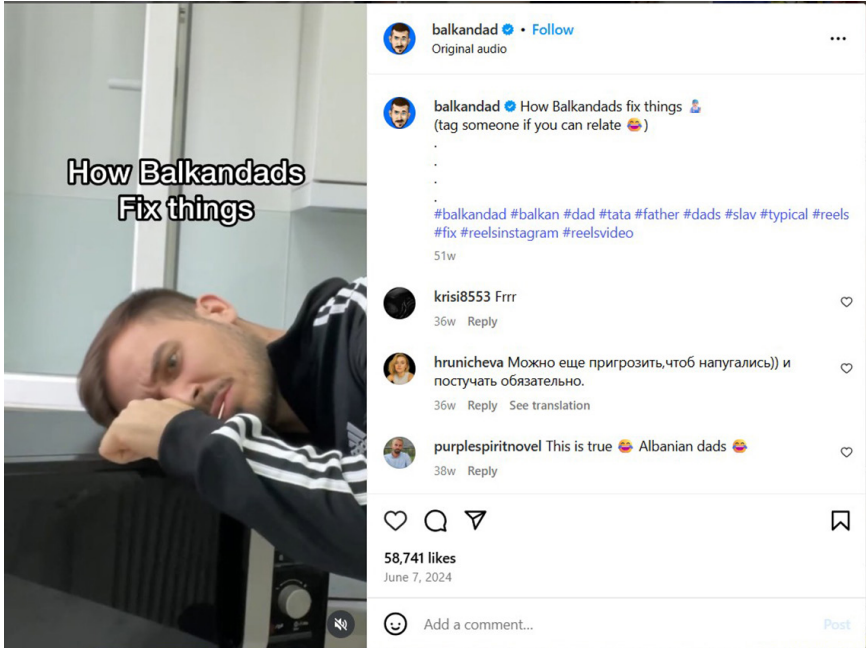 How Balkandads
Fix things
balkandad • Follow
Original audio
balkandad How Balkandads fix things 🤱🏻
(tag someone if you can relate 😂)
.
.
.
.
#balkandad #balkan #dad #tata #father #dads #slav #typical #reels
#fix #reelsinstagram #reelsvideo
51w
krisi8553 Frrr
36w Reply
hrunicheva Можно еще пригрозить,чтоб напугались)) и
постучать обязательно.
36w Reply See translation
purplespiritnovel This is true 😂 Albanian dads 😂
38w Reply
58,741 likes
June 7, 2024
Add a comment... Post